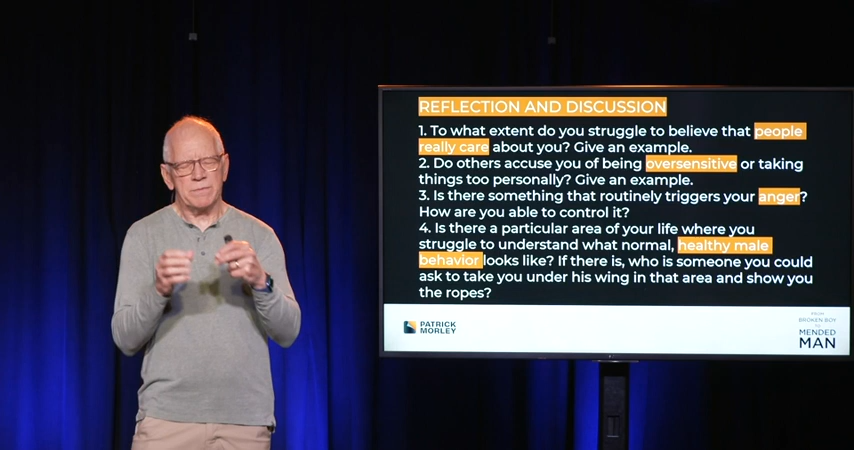 REFLECTION AND DISCUSSION
1. To what extent do you struggle to believe that people
really care about you? Give an example.
2. Do others accuse you of being oversensitive or taking
things too personally? Give an example.
3. Is there something that routinely triggers your anger?
How are you able to control it?
4. Is there a particular area of your life where you
struggle to understand what normal, healthy male
behavior looks like? If there is, who is someone you could
ask to take you under his wing in that area and show you
the ropes?
PATRICK
MORLEY
FROM
BROKEN BOY
TO
MENDED
MAN